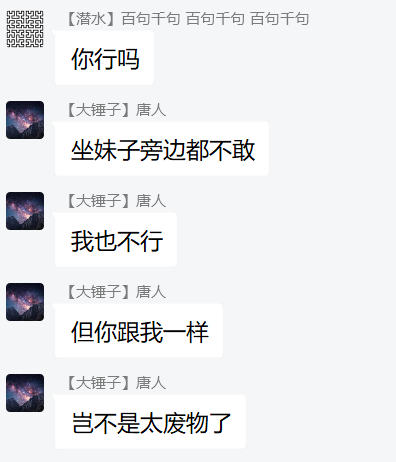 【潜水】百句千句 百句千句 百句千句
你行吗
【大锤子】唐人
坐妹子旁边都不敢
【大锤子】唐人
我也不行
【大锤子】唐人
但你跟我一样
【大锤子】唐人
岂不是太废物了